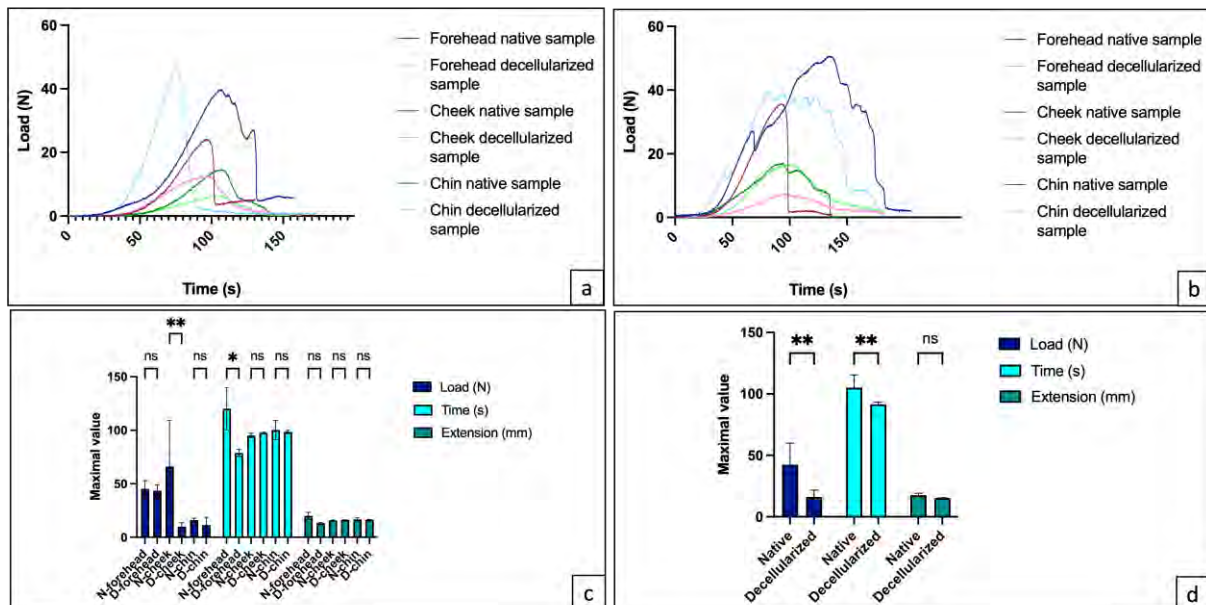 60
40
20
0
Load (N)
0
50
100
150
Time (s)
Forehead native sample
Forehead decellularized
sample
Cheek native sample
Cheek decellularized
sample
Chin native sample
Chin decellularized
sample
a
60
40
20
0
Load (N)
0
50
100
150
Time (s)
Forehead native sample
Forehead decellularized
sample
Cheek native sample
Cheek decellularized
sample
Chin native sample
Chin decellularized
sample
b
150
100
50
0
Maximal value
ns
**
ns
*
ns
ns
ns
ns
ns
Load (N)
Time (s)
Extension (mm)
N-forehead
D-forehead
N-cheek
D-cheek
N-chin
D-chin
N-forehead
D-forehead
N-cheek
D-cheek
N-chin
D-chin
N-forehead
D-forehead
N-cheek
D-cheek
N-chin
D-chin
c
150
100
50
0
Maximal value
**
**
ns
Load (N)
Time (s)
Extension (mm)
Native
Decellularized
Native
Decellularized
Native
Decellularized
d